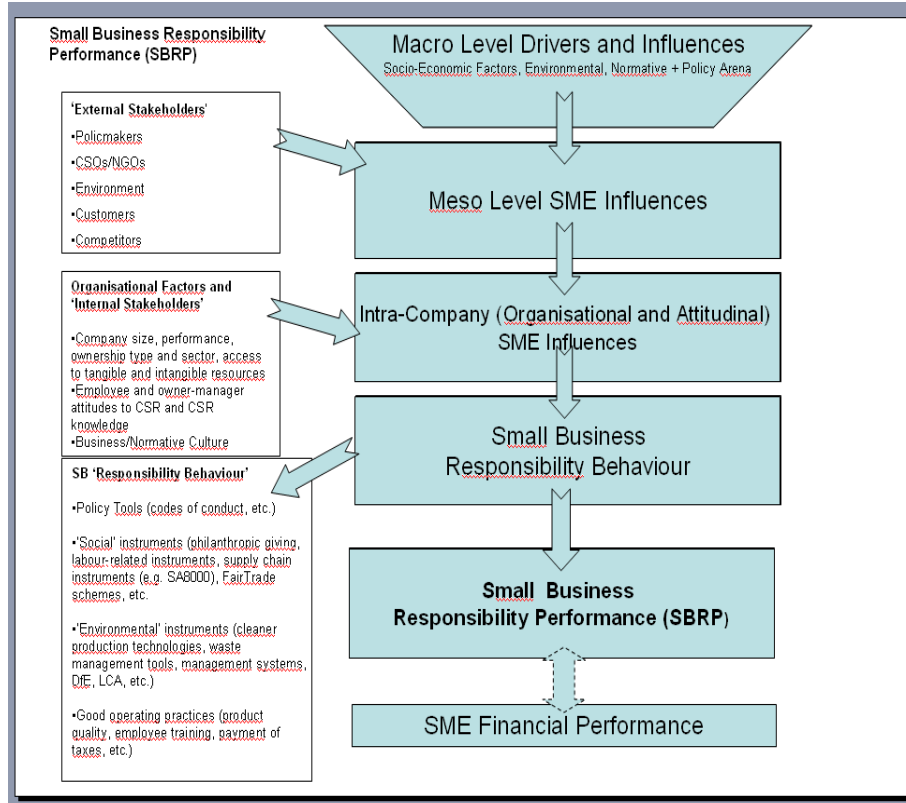 Small Business Responsibility
Performance (SBRP)
Macro Level Drivers and Influences
Socio-Economic Factors, Environmental, Normative + Policy Arena
'External Stakeholders'
•Policmakers
•CSOs/NGOs
•Environment
•Customers
•Competitors
Meso Level SME Influences
Organisational Factors and
'Internal Stakeholders'
•Company size, performance,
ownership type and sector, access
to tangible and intangible resources
•Employee and owner-manager
attitudes to CSR and CSR
knowledge
•Business/Normative Culture
Intra-Company (Organisational and Attitudinal)
SME Influences
Small Business
Responsibility Behaviour
SB 'Responsibility Behaviour'
•Policy Tools (codes of conduct, etc.)
•'Social' instruments (philanthropic giving,
labour-related instruments, supply chain
instruments (e.g. SA8000), FairTrade
schemes, etc.
•'Environmental' instruments (cleaner
production technologies, waste
management tools, management systems,
DfE, LCA, etc.)
•Good operating practices (product
quality, employee training, payment of
taxes, etc.)
Small Business
Responsibility Performance (SBRP)
SME Financial Performance